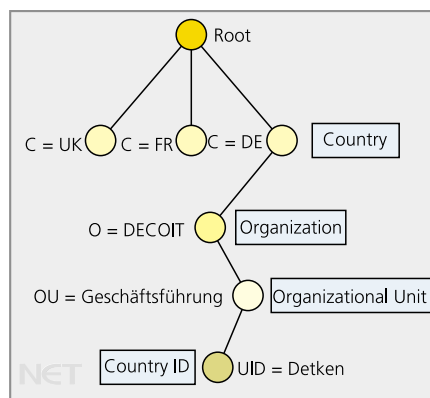 Root
C = UK
C = FR
C = DE
Country
O = DECOIT
Organization
OU = Geschäftsführung
Organizational Unit
Country ID
UID = Detken
NET